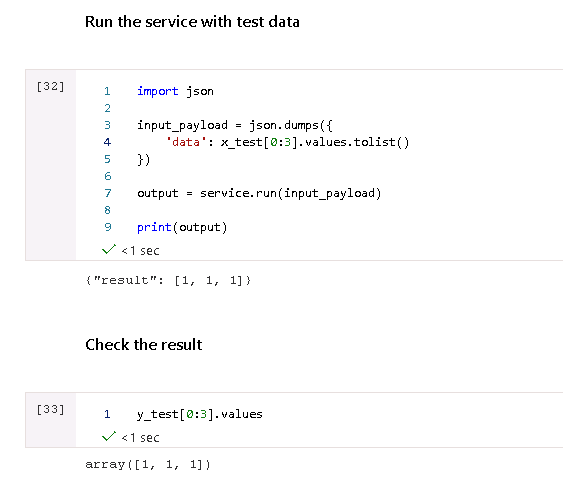 Run the service with test data
[32]
1 import json
2
3 input_payload = json.dumps({
4 'data': x_test[0:3].values.tolist()
5 })
6
7 output = service.run(input_payload)
8
9 print(output)
<1 sec
{"result": [1, 1, 1]}
Check the result
[33]
1 y_test[0:3].values
<1 sec
array([1, 1, 1])